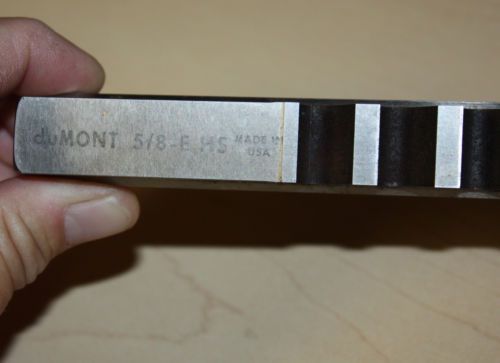 duMONT 5/8-E HS MADE IN
USA